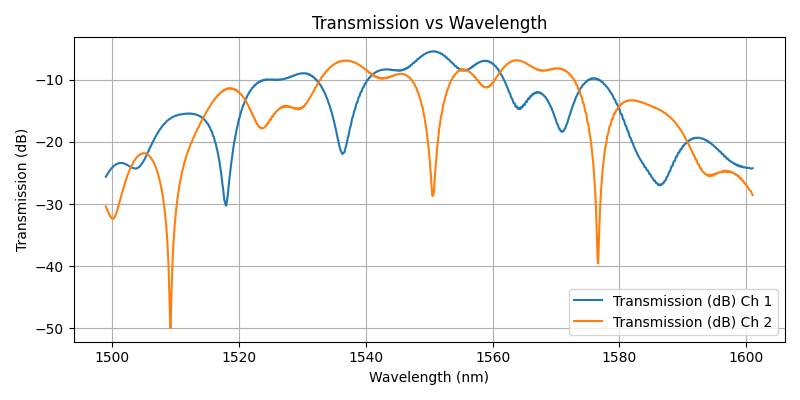 Transmission vs Wavelength
Transmission (dB)
−10
−20
−30
−40
−50
1500 1520 1540 1560 1580 1600
Wavelength (nm)
Transmission (dB) Ch 1
Transmission (dB) Ch 2